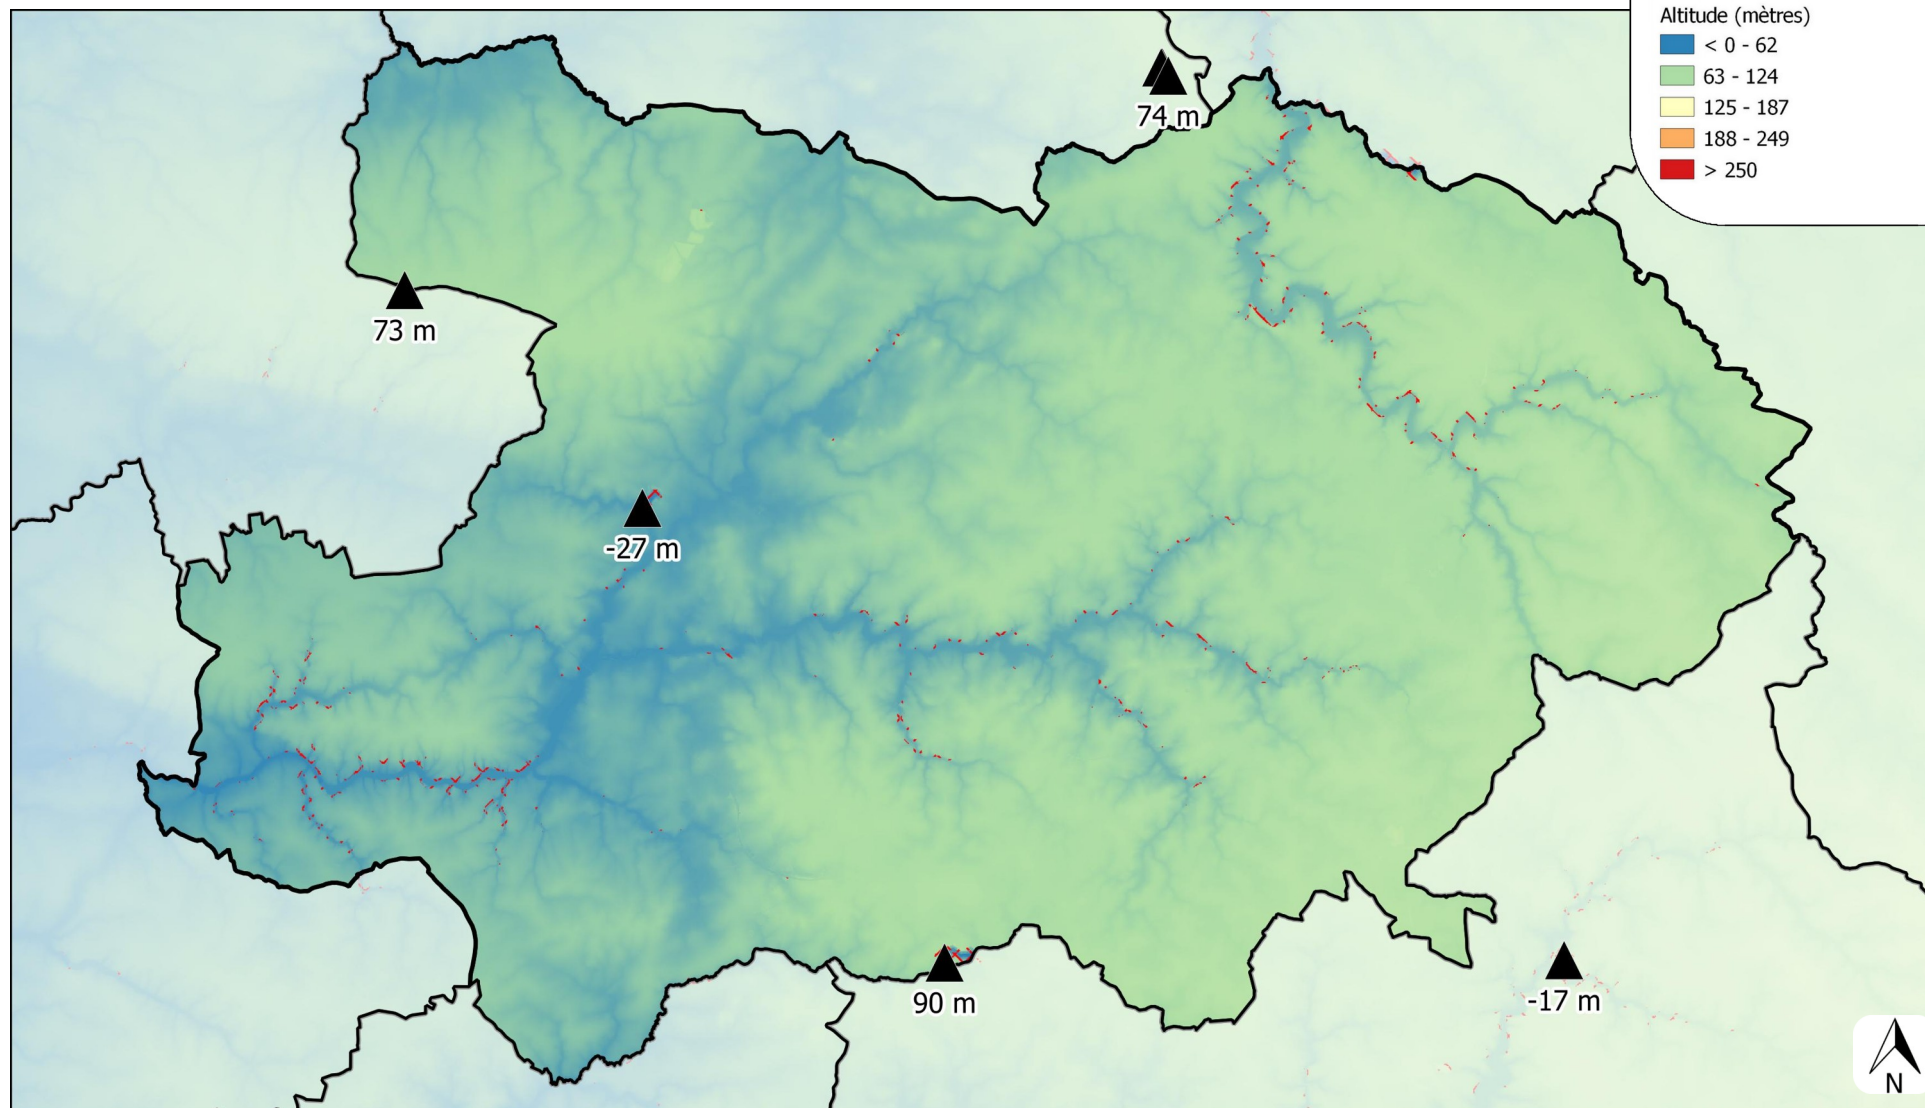 Altitude (mètres)
< 0 - 62
63 - 124
125 - 187
188 - 249
> 250
74 m
73 m
-27 m
90 m
-17 m
N